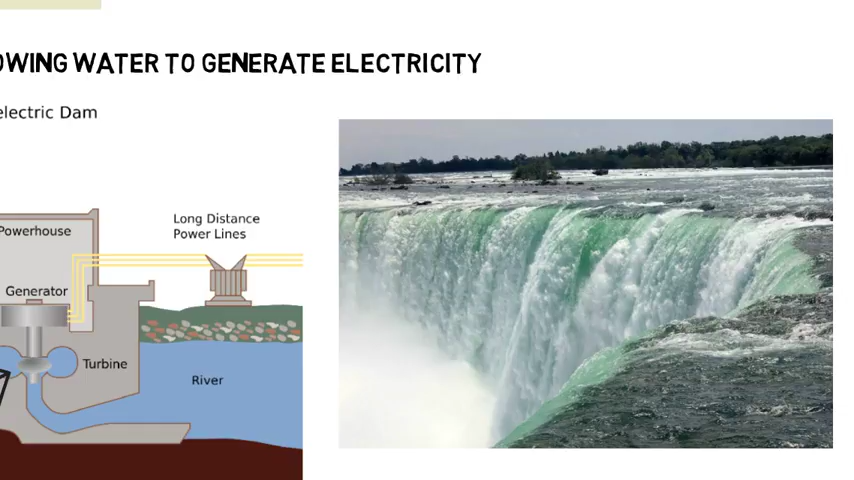 OWING WATER TO GENERATE ELECTRICITY
electric Dam
Long Distance
Power Lines
Powerhouse
Generator
Turbine
River